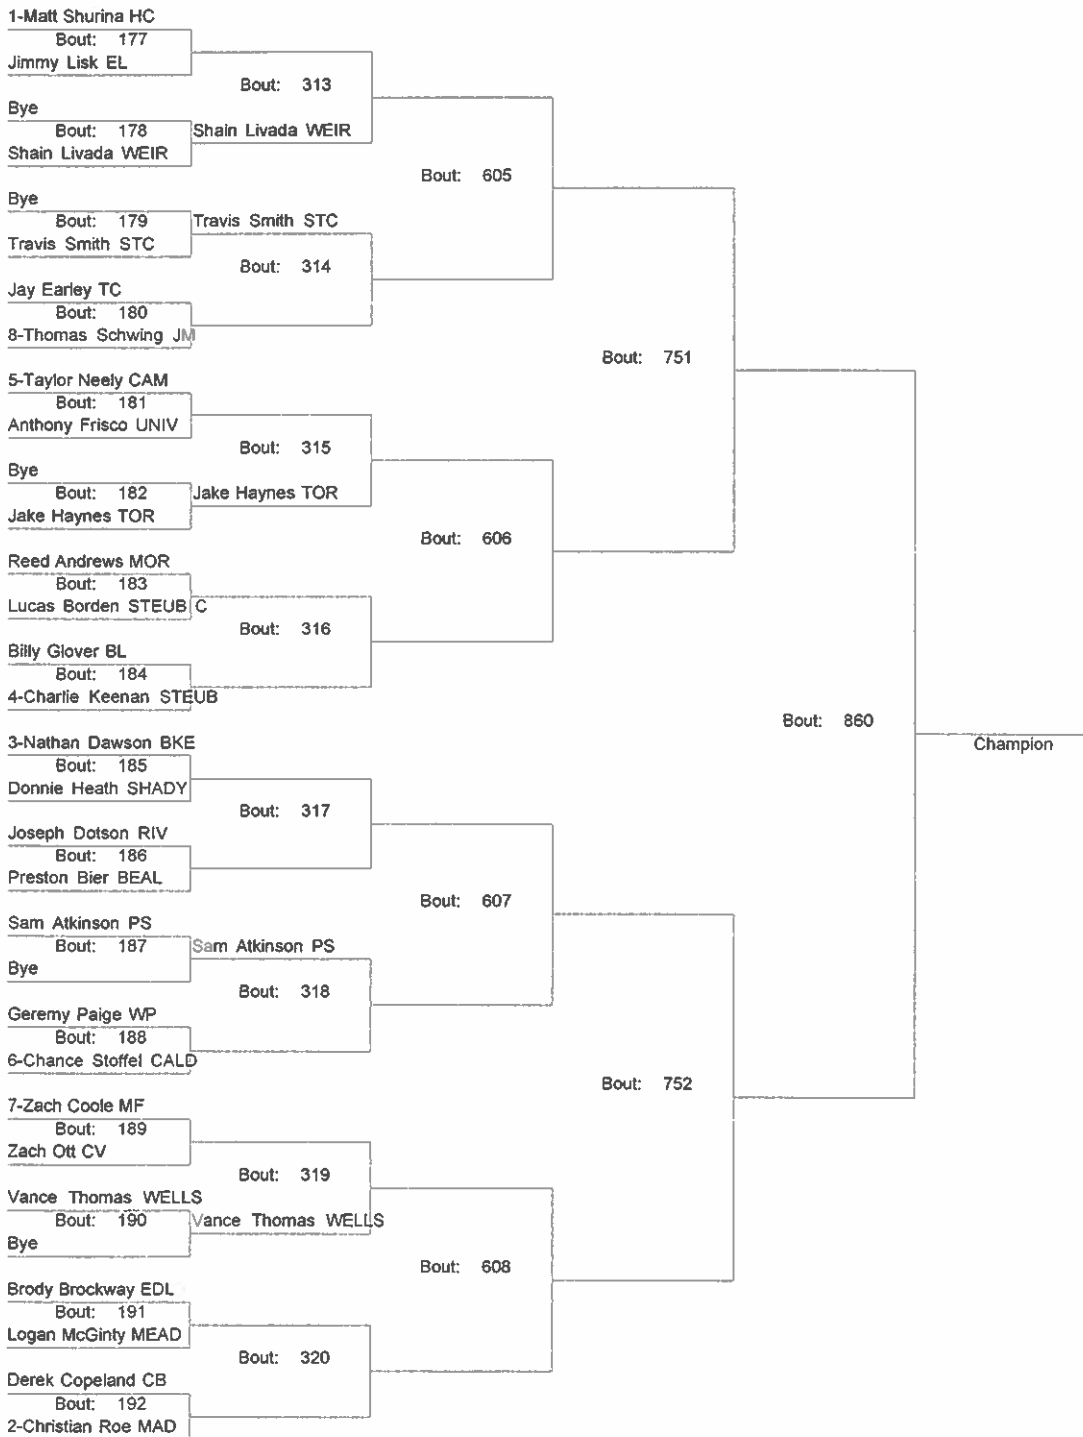 1-Matt Shurina HC
Bout: 177
Jimmy Lisk EL
Bout: 313
Bye
Bout: 178
Shain Livada WEIR
Shain Livada WEIR
Bout: 605
Bye
Bout: 179
Travis Smith STC
Travis Smith STC
Bout: 314
Jay Earley TC
Bout: 180
8-Thomas Schwing JM
Bout: 751
5-Taylor Neely CAM
Bout: 181
Anthony Frisco UNIV
Bout: 315
Bye
Bout: 182
Jake Haynes TOR
Jake Haynes TOR
Bout: 606
Reed Andrews MOR
Bout: 183
Lucas Borden STEUB C
Bout: 316
Billy Glover BL
Bout: 184
4-Charlie Keenan STEUB
Bout: 860
Champion
3-Nathan Dawson BKE
Bout: 185
Donnie Heath SHADY
Bout: 317
Joseph Dotson RIV
Bout: 186
Preston Bier BEAL
Bout: 607
Sam Atkinson PS
Bout: 187
Sam Atkinson PS
Bye
Bout: 318
Geremy Paige WP
Bout: 188
6-Chance Stoffel CALD
Bout: 752
7-Zach Coole MF
Bout: 189
Zach Ott CV
Bout: 319
Vance Thomas WELLS
Bout: 190
Vance Thomas WELLS
Bye
Bout: 608
Brody Brockway EDL
Bout: 191
Logan McGinty MEAD
Bout: 320
Derek Copeland CB
Bout: 192
2-Christian Roe MAD